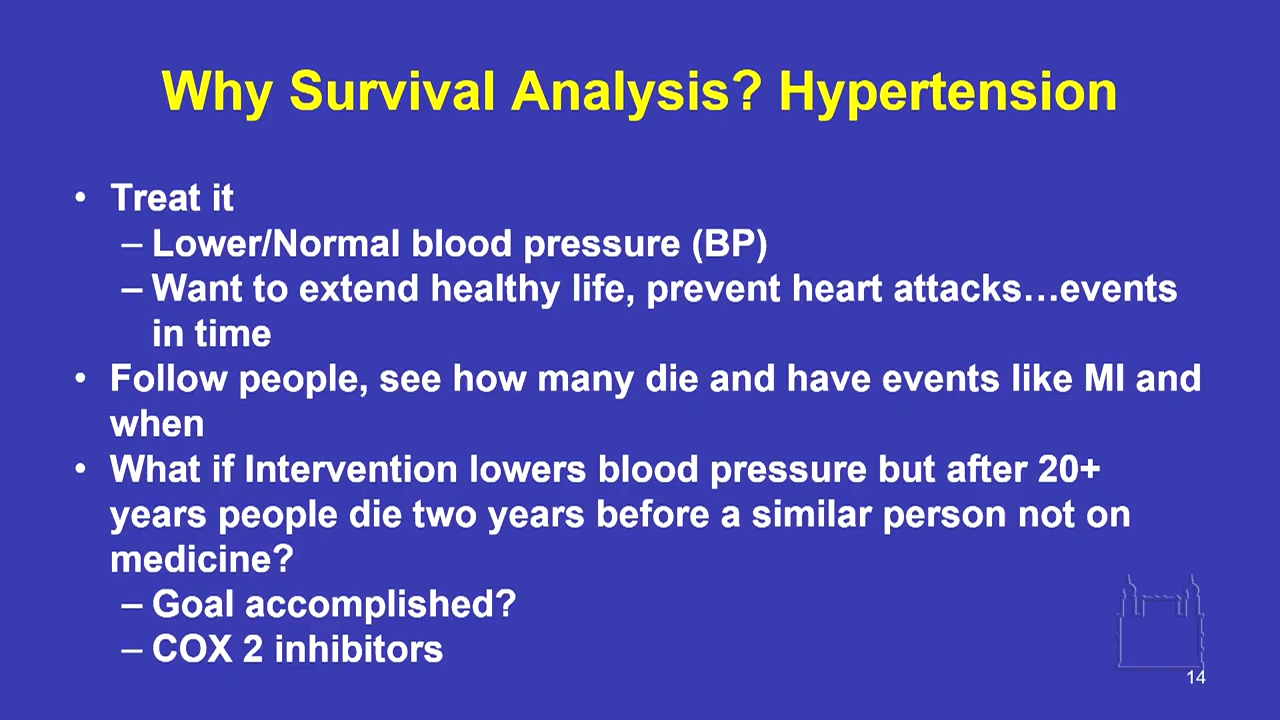 Why Survival Analysis? Hypertension
• Treat it
– Lower/Normal blood pressure (BP)
– Want to extend healthy life, prevent heart attacks…events
in time
• Follow people, see how many die and have events like MI and
when
• What if Intervention lowers blood pressure but after 20+
years people die two years before a similar person not on
medicine?
– Goal accomplished?
– COX 2 inhibitors
14